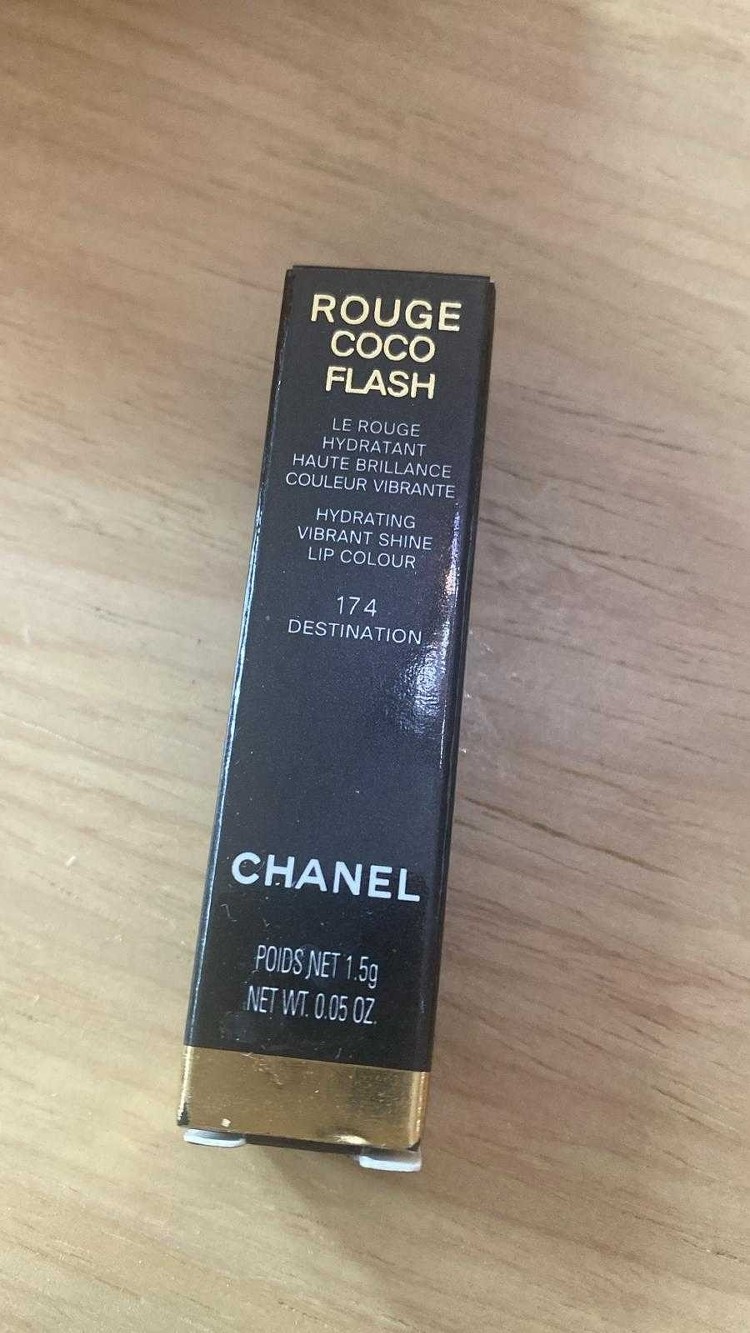 ROUGE
COCO
FLASH
LE ROUGE
HYDRATANT
HAUTE BRILLANCE
COULEUR VIBRANTE
HYDRATING
VIBRANT SHINE
LIP COLOUR
174
DESTINATION
CHANEL
POIDS NET 1.5g
NET WT. 0.05 OZ.